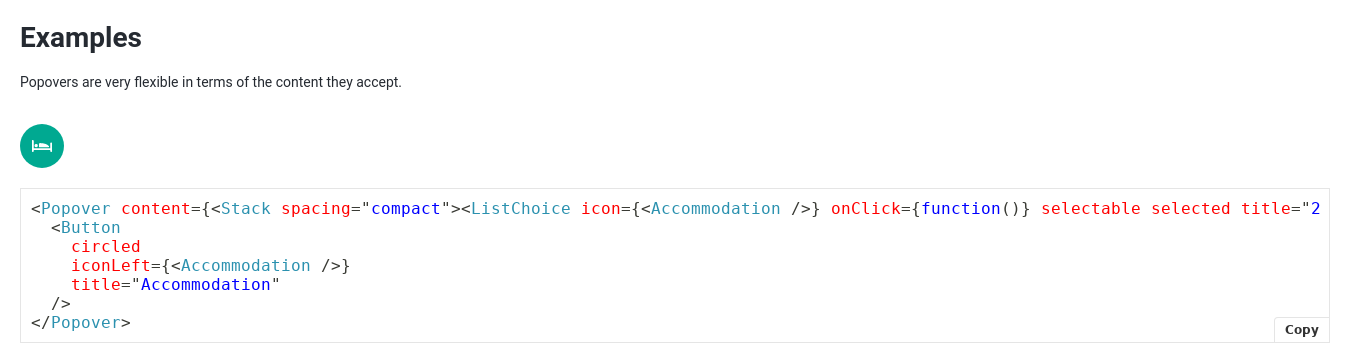 Examples
Popovers are very flexible in terms of the content they accept.
<Popover content={<Stack spacing="compact"><ListChoice icon={<Accommodation />} onClick={function()} selectable selected title="2
  <Button
    circled
    iconLeft={<Accommodation />}
    title="Accommodation"
  />
</Popover>
Copy